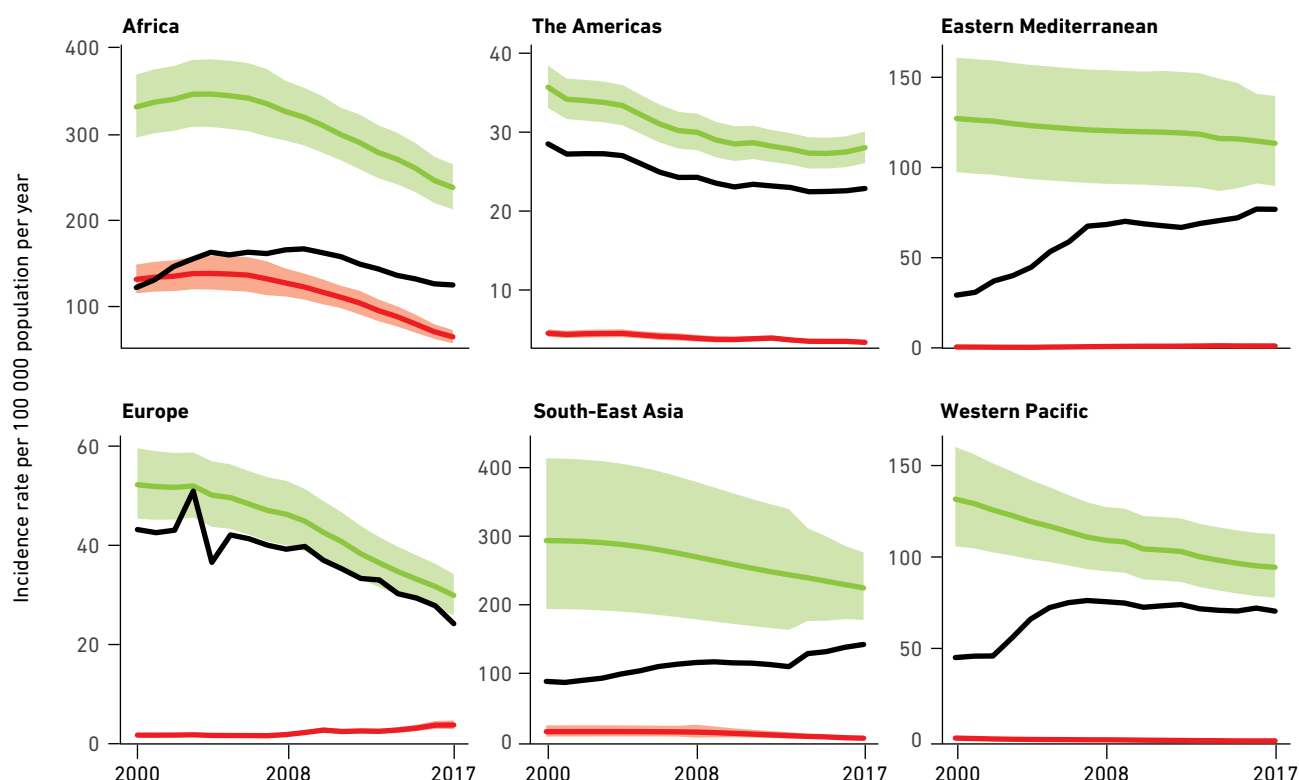 Africa
The Americas
Eastern Mediterranean
400
300
200
100
40
30
20
10
150
100
50
0
Incidence rate per 100 000 population per year
Europe
South-East Asia
Western Pacific
60
40
20
0
400
300
200
100
0
150
100
50
0
2000 2008 2017
2000 2008 2017
2000 2008 2017